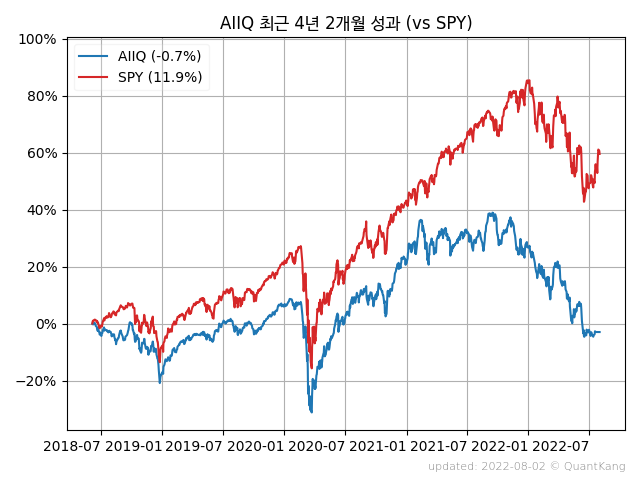 AIIQ 최근 4년 2개월 성과 (vs SPY)
100%
80%
60%
40%
20%
0%
−20%
AIIQ (-0.7%)
SPY (11.9%)
2018-07 2019-01 2019-07 2020-01 2020-07 2021-01 2021-07 2022-01 2022-07
updated: 2022-08-02 © QuantKang